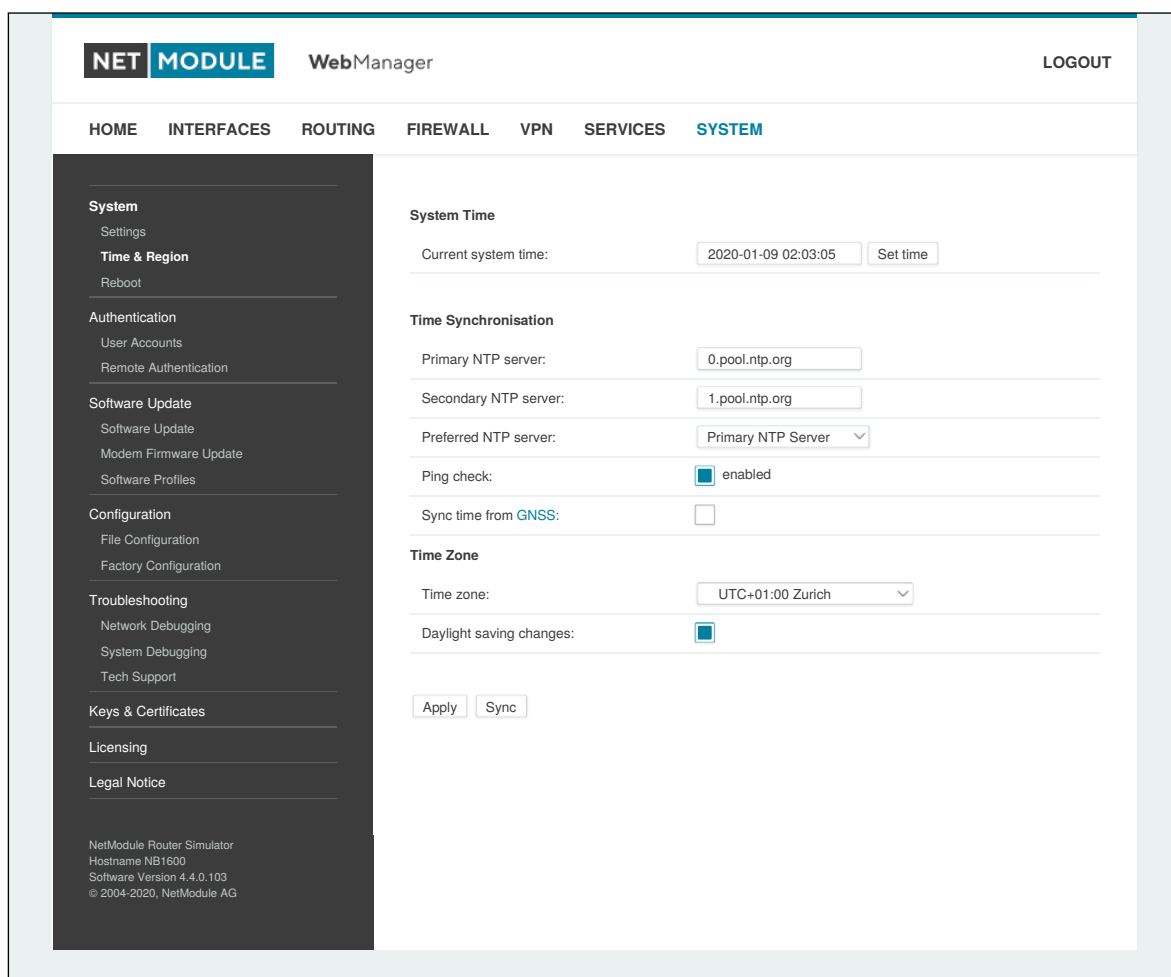 NET MODULE WebManager LOGOUT
HOME INTERFACES ROUTING FIREWALL VPN SERVICES SYSTEM
System
Settings
Time & Region
Reboot
Authentication
User Accounts
Remote Authentication
Software Update
Software Update
Modem Firmware Update
Software Profiles
Configuration
File Configuration
Factory Configuration
Troubleshooting
Network Debugging
System Debugging
Tech Support
Keys & Certificates
Licensing
Legal Notice
NetModule Router Simulator
Hostname NB1600
Software Version 4.4.0.103
© 2004-2020, NetModule AG
System Time
Current system time: 2020-01-09 02:03:05 Set time
Time Synchronisation
Primary NTP server: 0.pool.ntp.org
Secondary NTP server: 1.pool.ntp.org
Preferred NTP server: Primary NTP Server
Ping check: enabled
Sync time from GNSS:
Time Zone
Time zone: UTC+01:00 Zurich
Daylight saving changes:
Apply Sync